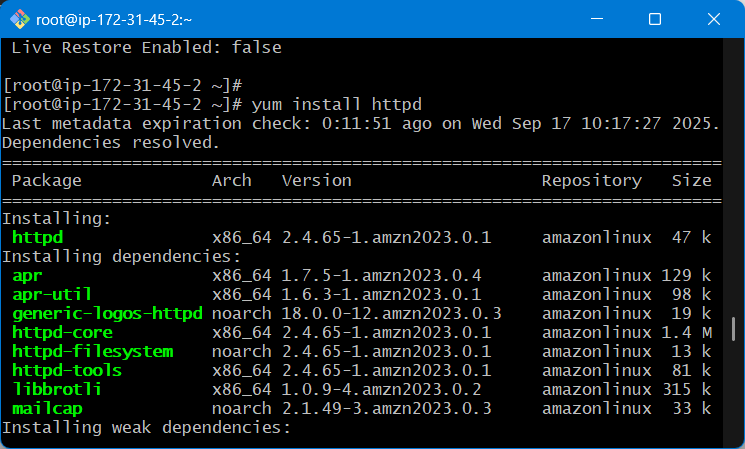 root@ip-172-31-45-2:~
 Live Restore Enabled: false

[root@ip-172-31-45-2 ~]#
[root@ip-172-31-45-2 ~]# yum install httpd
Last metadata expiration check: 0:11:51 ago on Wed Sep 17 10:17:27 2025.
Dependencies resolved.
========================================================================
 Package             Arch   Version                   Repository   Size
========================================================================
Installing:
 httpd               x86_64 2.4.65-1.amzn2023.0.1     amazonlinux  47 k
Installing dependencies:
 apr                 x86_64 1.7.5-1.amzn2023.0.4      amazonlinux 129 k
 apr-util            x86_64 1.6.3-1.amzn2023.0.1      amazonlinux  98 k
 generic-logos-httpd noarch 18.0.0-12.amzn2023.0.3    amazonlinux  19 k
 httpd-core          x86_64 2.4.65-1.amzn2023.0.1     amazonlinux 1.4 M
 httpd-filesystem    noarch 2.4.65-1.amzn2023.0.1     amazonlinux  13 k
 httpd-tools         x86_64 2.4.65-1.amzn2023.0.1     amazonlinux  81 k
 libbrotli           x86_64 1.0.9-4.amzn2023.0.2      amazonlinux 315 k
 mailcap             noarch 2.1.49-3.amzn2023.0.3     amazonlinux  33 k
Installing weak dependencies: